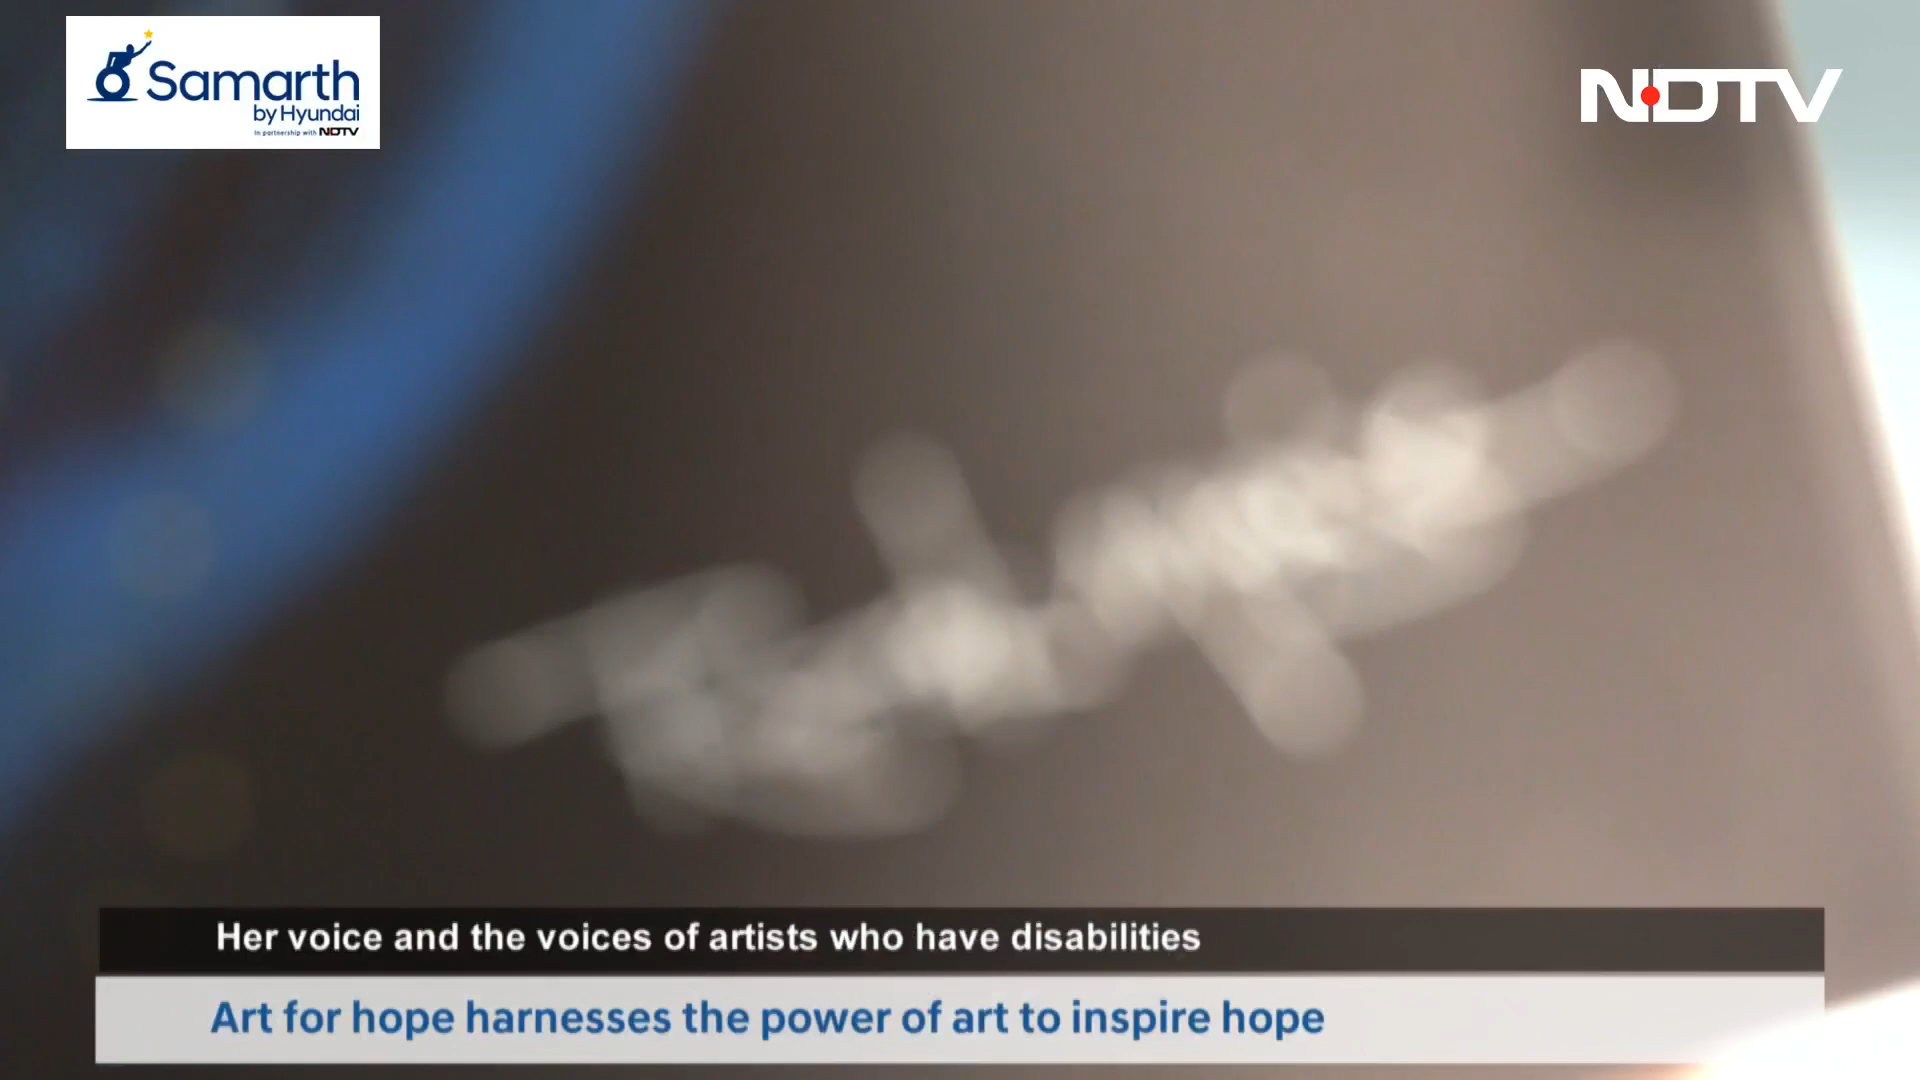 Samarth
by Hyundai
In partnership with NDTV
NDTV
Her voice and the voices of artists who have disabilities
Art for hope harnesses the power of art to inspire hope